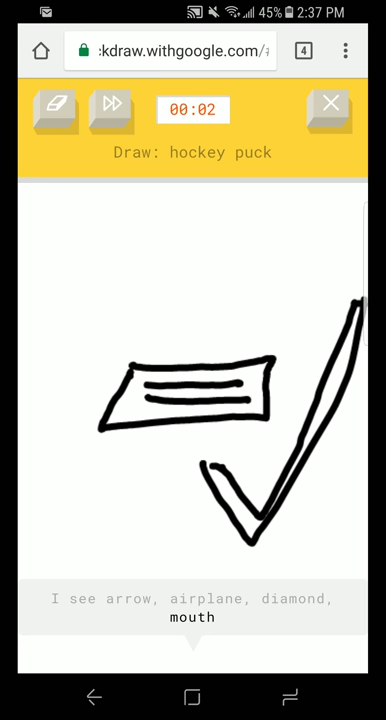 45% 2:37 PM
:kdraw.withgoogle.com/
4
00:02
Draw: hockey puck
I see arrow, airplane, diamond,
mouth